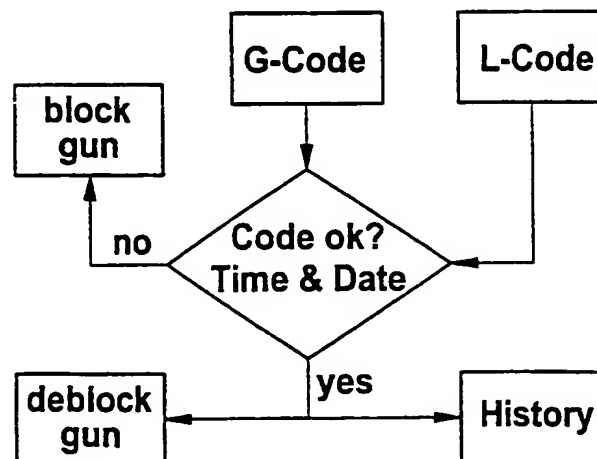 G-Code
L-Code
block
gun
no
Code ok?
Time & Date
yes
deblock
gun
History